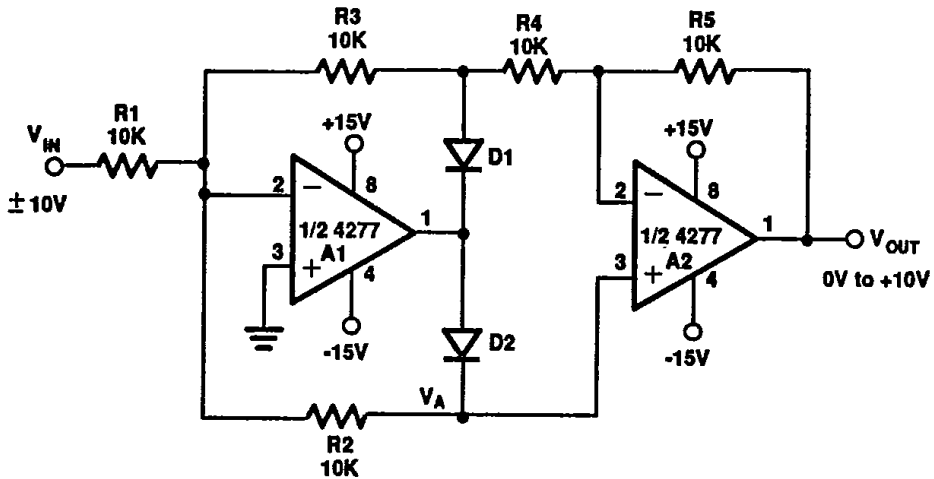 R3
10K
R4
10K
R5
10K
R1
10K
V_IN
±10V
+15V
8
2
−
1/2 4277
A1
1
3
+
4
-15V
D1
D2
+15V
8
2
−
1/2 4277
A2
1
3
+
4
-15V
V_OUT
0V to +10V
V_A
R2
10K